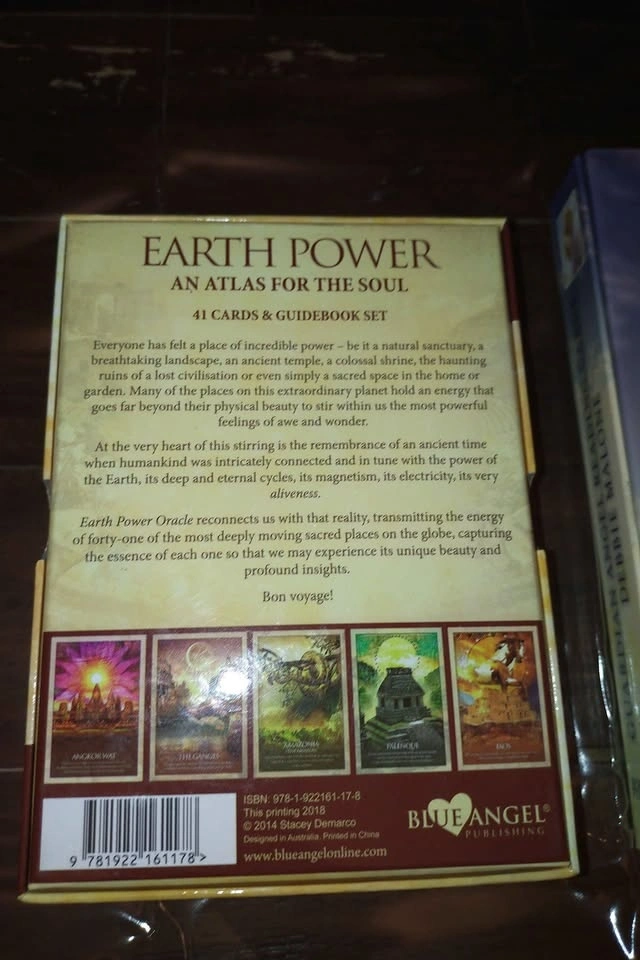 EARTH POWER
AN ATLAS FOR THE SOUL
41 CARDS & GUIDEBOOK SET
Everyone has felt a place of incredible power – be it a natural sanctuary, a
breathtaking landscape, an ancient temple, a colossal shrine, the haunting
ruins of a lost civilisation or even simply a sacred space in the home or
garden. Many of the places on this extraordinary planet hold an energy that
goes far beyond their physical beauty to stir within us the most powerful
feelings of awe and wonder.
At the very heart of this stirring is the remembrance of an ancient time
when humankind was intricately connected and in tune with the power of
the Earth, its deep and eternal cycles, its magnetism, its electricity, its very
aliveness.
Earth Power Oracle reconnects us with that reality, transmitting the energy
of forty-one of the most deeply moving sacred places on the globe, capturing
the essence of each one so that we may experience its unique beauty and
profound insights.
Bon voyage!
ANGKOR WAT
THE GANGES
AMAZONIA
PALENQUE
TAOS
9 781922 161178 >
ISBN: 978-1-922161-17-8
This printing 2018
© 2014 Stacey Demarco
Designed in Australia. Printed in China
www.blueangelonline.com
BLUE ANGEL®
PUBLISHING
GUARDIAN ANGEL